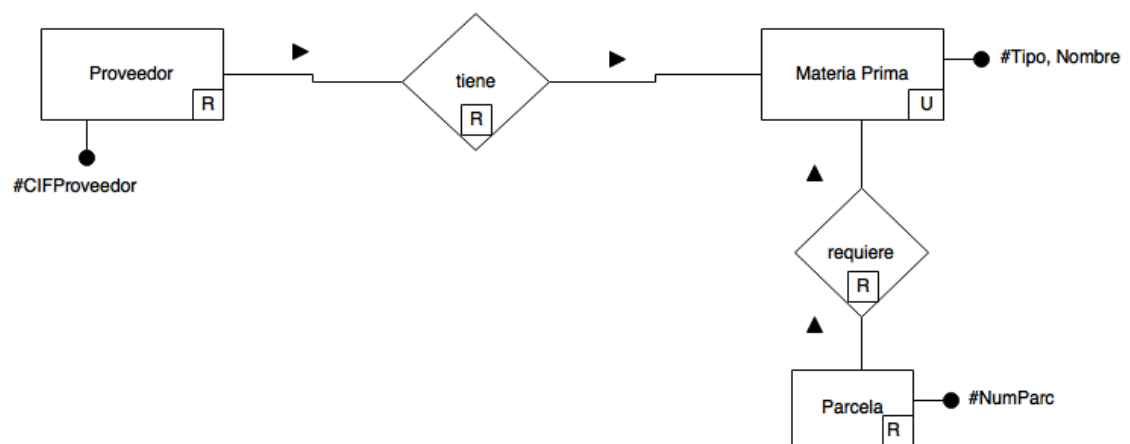 Proveedor
R
#CIFProveedor
tiene
R
Materia Prima
U
#Tipo, Nombre
requiere
R
Parcela
R
#NumParc